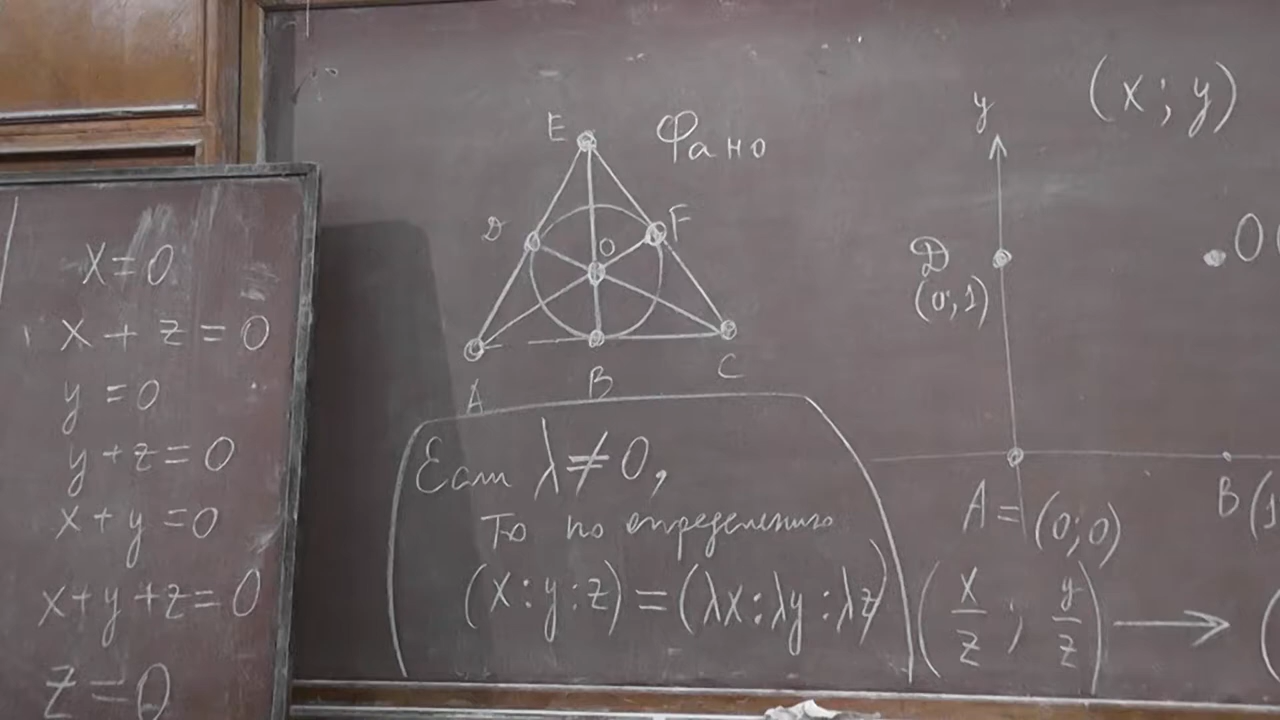 x = 0
x + z = 0
y = 0
y + z = 0
x + y = 0
x + y + z = 0
z = 0
E Фано
D F
O
A B C
Если λ ≠ 0,
то по определению
(x : y : z) = (λx : λy : λz)
(x ; y)
y
D O
(0; 1)
A = (0; 0) B (1
(x/z ; y/z) → (